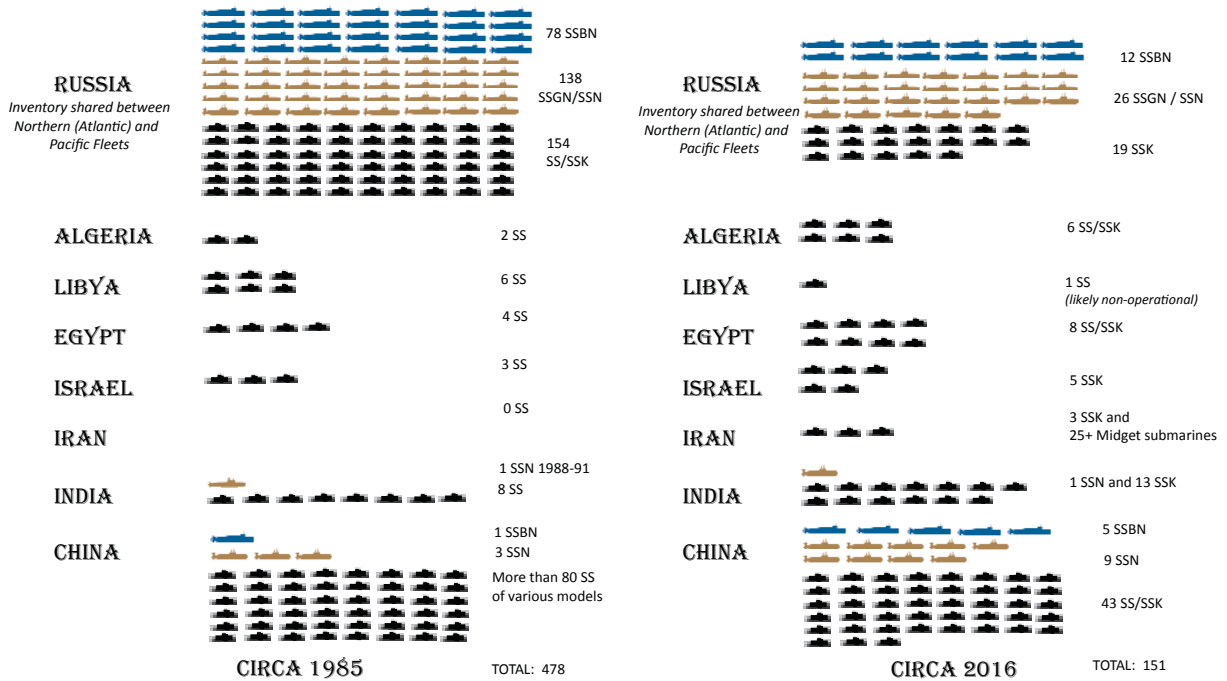 78 SSBN
RUSSIA
138
SSGN/SSN
Inventory shared between
Northern (Atlantic) and
Pacific Fleets
154
SS/SSK
ALGERIA
2 SS
LIBYA
6 SS
EGYPT
4 SS
ISRAEL
3 SS
IRAN
0 SS
INDIA
1 SSN 1988-91
8 SS
CHINA
1 SSBN
3 SSN
More than 80 SS
of various models
CIRCA 1985
TOTAL: 478
12 SSBN
RUSSIA
26 SSGN / SSN
Inventory shared between
Northern (Atlantic) and
Pacific Fleets
19 SSK
ALGERIA
6 SS/SSK
LIBYA
1 SS
(likely non-operational)
EGYPT
8 SS/SSK
ISRAEL
5 SSK
IRAN
3 SSK and
25+ Midget submarines
INDIA
1 SSN and 13 SSK
CHINA
5 SSBN
9 SSN
43 SS/SSK
CIRCA 2016
TOTAL: 151